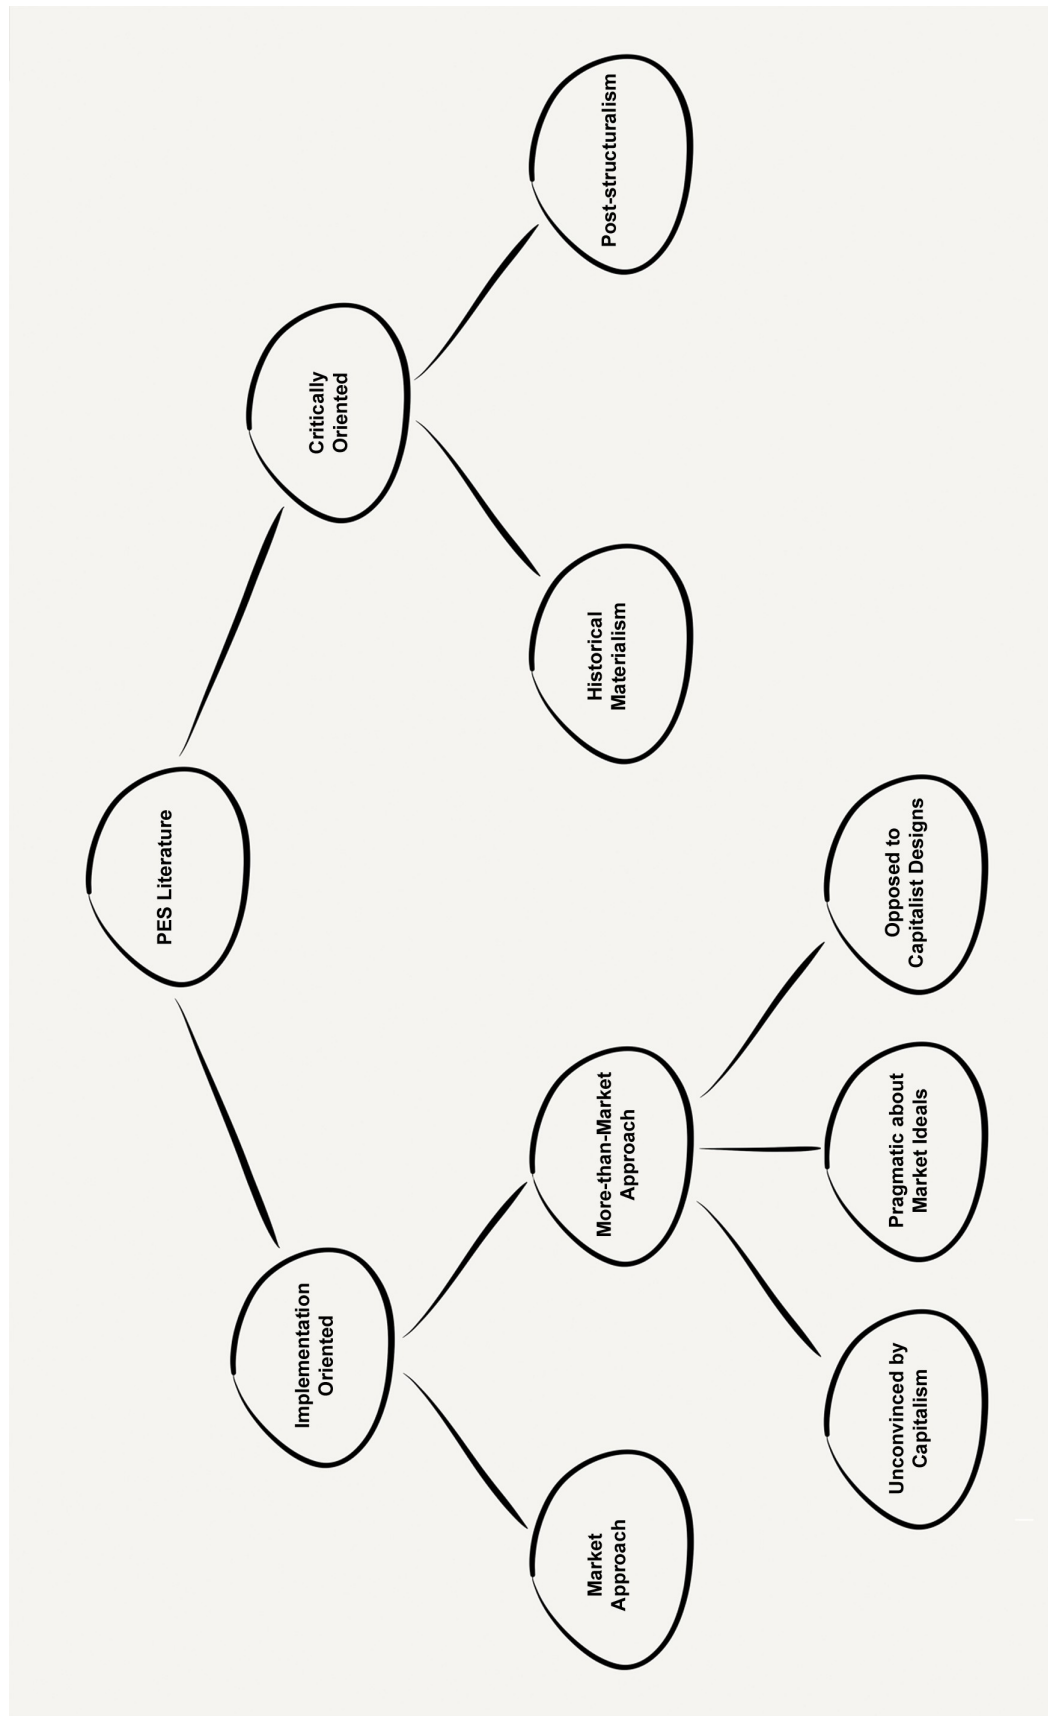 PES Literature
Implementation
Oriented
Critically
Oriented
Market
Approach
More-than-Market
Approach
Historical
Materialism
Post-structuralism
Unconvinced by
Capitalism
Pragmatic about
Market Ideals
Opposed to
Capitalist Designs